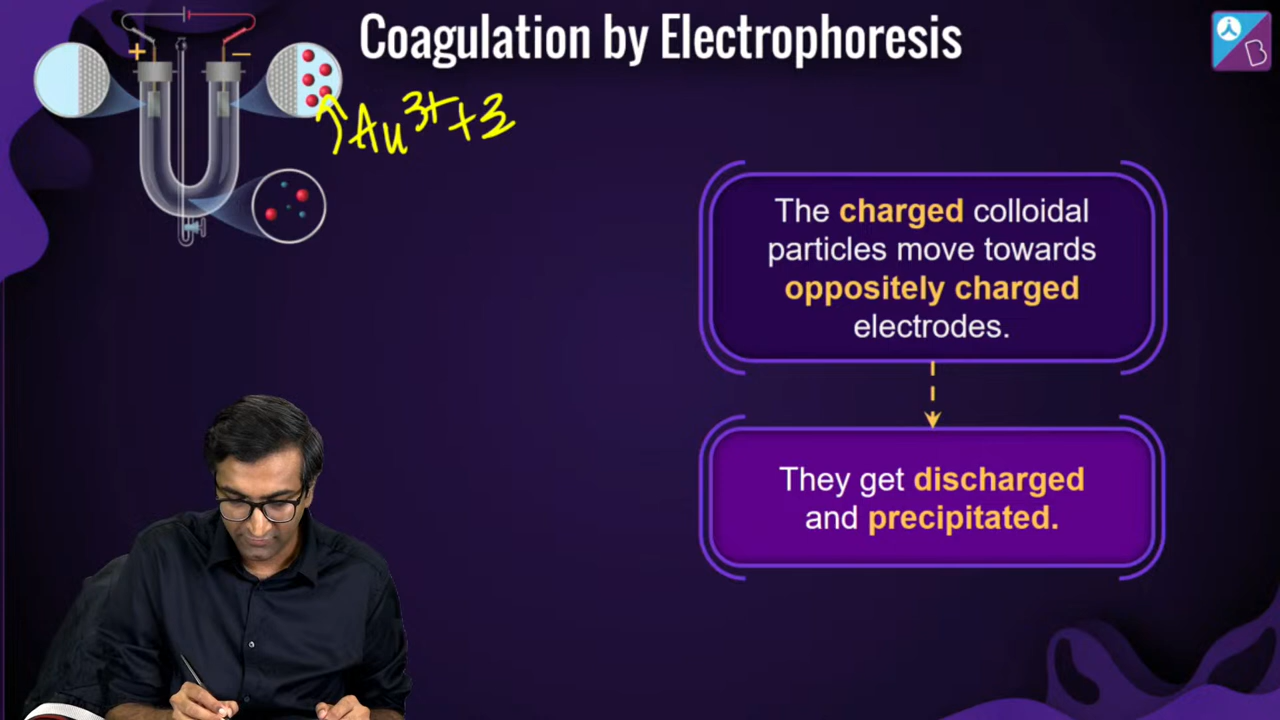 Coagulation by Electrophoresis
+
−
Au³⁺ + 3
The charged colloidal
particles move towards
oppositely charged
electrodes.
They get discharged
and precipitated.
B